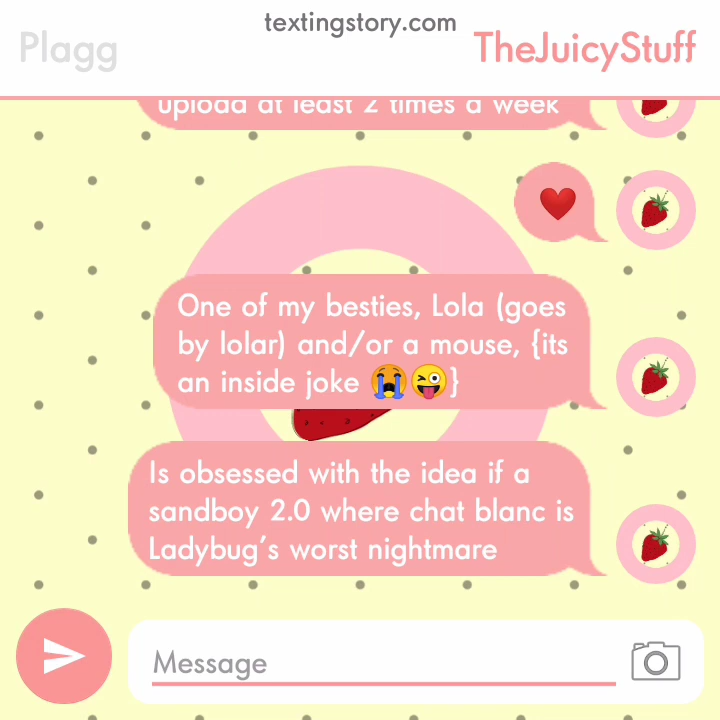 textingstory.com
Plagg
TheJuicyStuff
upload at least 2 times a week
One of my besties, Lola (goes
by lolar) and/or a mouse, {its
an inside joke 😭😜}
Is obsessed with the idea if a
sandboy 2.0 where chat blanc is
Ladybug's worst nightmare
Message